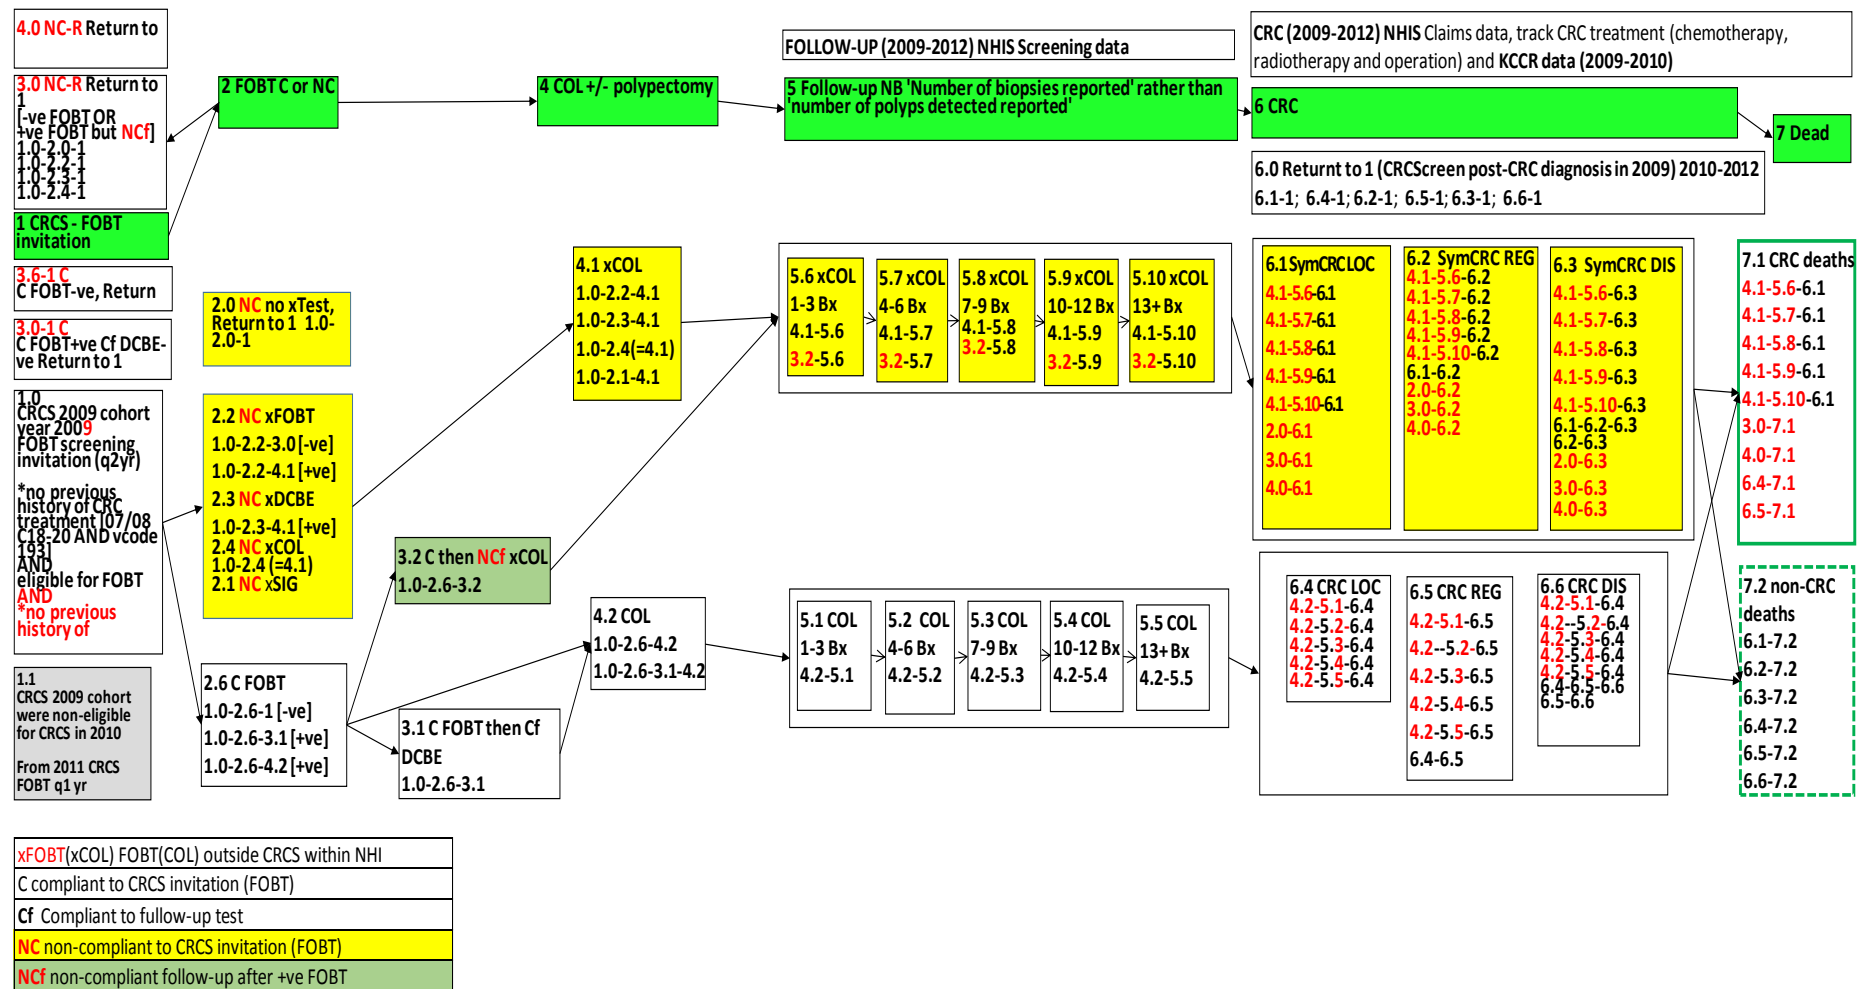 4.0 NC-R Return to
3.0 NC-R Return to
1
[-ve FOBT OR
+ve FOBT but NCf]
1.0-2.0-1
1.0-2.2-1
1.0-2.3-1
1.0-2.4-1
1 CRCS - FOBT
invitation
3.6-1 C
C FOBT-ve, Return
3.0-1 C
C FOBT+ve Cf DCBE-
ve Return to 1
1.0
CRCS 2009 cohort
year 2009
FOBT screening
invitation (q2yr)
*no previous
history of CRC
treatment [07/08
C18-20 AND vcode
193]
AND
eligible for FOBT
AND
*no previous
history of
1.1
CRCS 2009 cohort
were non-eligible
for CRCS in 2010
From 2011 CRCS
FOBT q1 yr
2 FOBT C or NC
2.0 NC no xTest,
Return to 1 1.0-
2.0-1
2.2 NC xFOBT
1.0-2.2-3.0 [-ve]
1.0-2.2-4.1 [+ve]
2.3 NC xDCBE
1.0-2.3-4.1 [+ve]
2.4 NC xCOL
1.0-2.4 (=4.1)
2.1 NC xSIG
2.6 C FOBT
1.0-2.6-1 [-ve]
1.0-2.6-3.1 [+ve]
1.0-2.6-4.2 [+ve]
3.2 C then NCf xCOL
1.0-2.6-3.2
3.1 C FOBT then Cf
DCBE
1.0-2.6-3.1
4 COL +/- polypectomy
4.1 xCOL
1.0-2.2-4.1
1.0-2.3-4.1
1.0-2.4(=4.1)
1.0-2.1-4.1
4.2 COL
1.0-2.6-4.2
1.0-2.6-3.1-4.2
FOLLOW-UP (2009-2012) NHIS Screening data
5 Follow-up NB 'Number of biopsies reported' rather than
'number of polyps detected reported'
5.6 xCOL
1-3 Bx
4.1-5.6
3.2-5.6
5.7 xCOL
4-6 Bx
4.1-5.7
3.2-5.7
5.8 xCOL
7-9 Bx
4.1-5.8
3.2-5.8
5.9 xCOL
10-12 Bx
4.1-5.9
3.2-5.9
5.10 xCOL
13+ Bx
4.1-5.10
3.2-5.10
5.1 COL
1-3 Bx
4.2-5.1
5.2 COL
4-6 Bx
4.2-5.2
5.3 COL
7-9 Bx
4.2-5.3
5.4 COL
10-12 Bx
4.2-5.4
5.5 COL
13+ Bx
4.2-5.5
CRC (2009-2012) NHIS Claims data, track CRC treatment (chemotherapy,
radiotherapy and operation) and KCCR data (2009-2010)
6 CRC
6.0 Returnt to 1 (CRCScreen post-CRC diagnosis in 2009) 2010-2012
6.1-1; 6.4-1; 6.2-1; 6.5-1; 6.3-1; 6.6-1
6.1 SymCRC LOC
4.1-5.6-6.1
4.1-5.7-6.1
4.1-5.8-6.1
4.1-5.9-6.1
4.1-5.10-6.1
2.0-6.1
3.0-6.1
4.0-6.1
6.2 SymCRC REG
4.1-5.6-6.2
4.1-5.7-6.2
4.1-5.8-6.2
4.1-5.9-6.2
4.1-5.10-6.2
6.1-6.2
2.0-6.2
3.0-6.2
4.0-6.2
6.3 SymCRC DIS
4.1-5.6-6.3
4.1-5.7-6.3
4.1-5.8-6.3
4.1-5.9-6.3
4.1-5.10-6.3
6.1-6.2-6.3
6.2-6.3
2.0-6.3
3.0-6.3
4.0-6.3
6.4 CRC LOC
4.2-5.1-6.4
4.2-5.2-6.4
4.2-5.3-6.4
4.2-5.4-6.4
4.2-5.5-6.4
6.5 CRC REG
4.2-5.1-6.5
4.2--5.2-6.5
4.2-5.3-6.5
4.2-5.4-6.5
4.2-5.5-6.5
6.4-6.5
6.6 CRC DIS
4.2-5.1-6.4
4.2--5.2-6.4
4.2-5.3-6.4
4.2-5.4-6.4
4.2-5.5-6.4
6.4-6.5-6.6
6.5-6.6
7 Dead
7.1 CRC deaths
4.1-5.6-6.1
4.1-5.7-6.1
4.1-5.8-6.1
4.1-5.9-6.1
4.1-5.10-6.1
3.0-7.1
4.0-7.1
6.4-7.1
6.5-7.1
7.2 non-CRC
deaths
6.1-7.2
6.2-7.2
6.3-7.2
6.4-7.2
6.5-7.2
6.6-7.2
xFOBT(xCOL) FOBT(COL) outside CRCS within NHI
C compliant to CRCS invitation (FOBT)
Cf Compliant to fullow-up test
NC non-compliant to CRCS invitation (FOBT)
NCf non-compliant follow-up after +ve FOBT